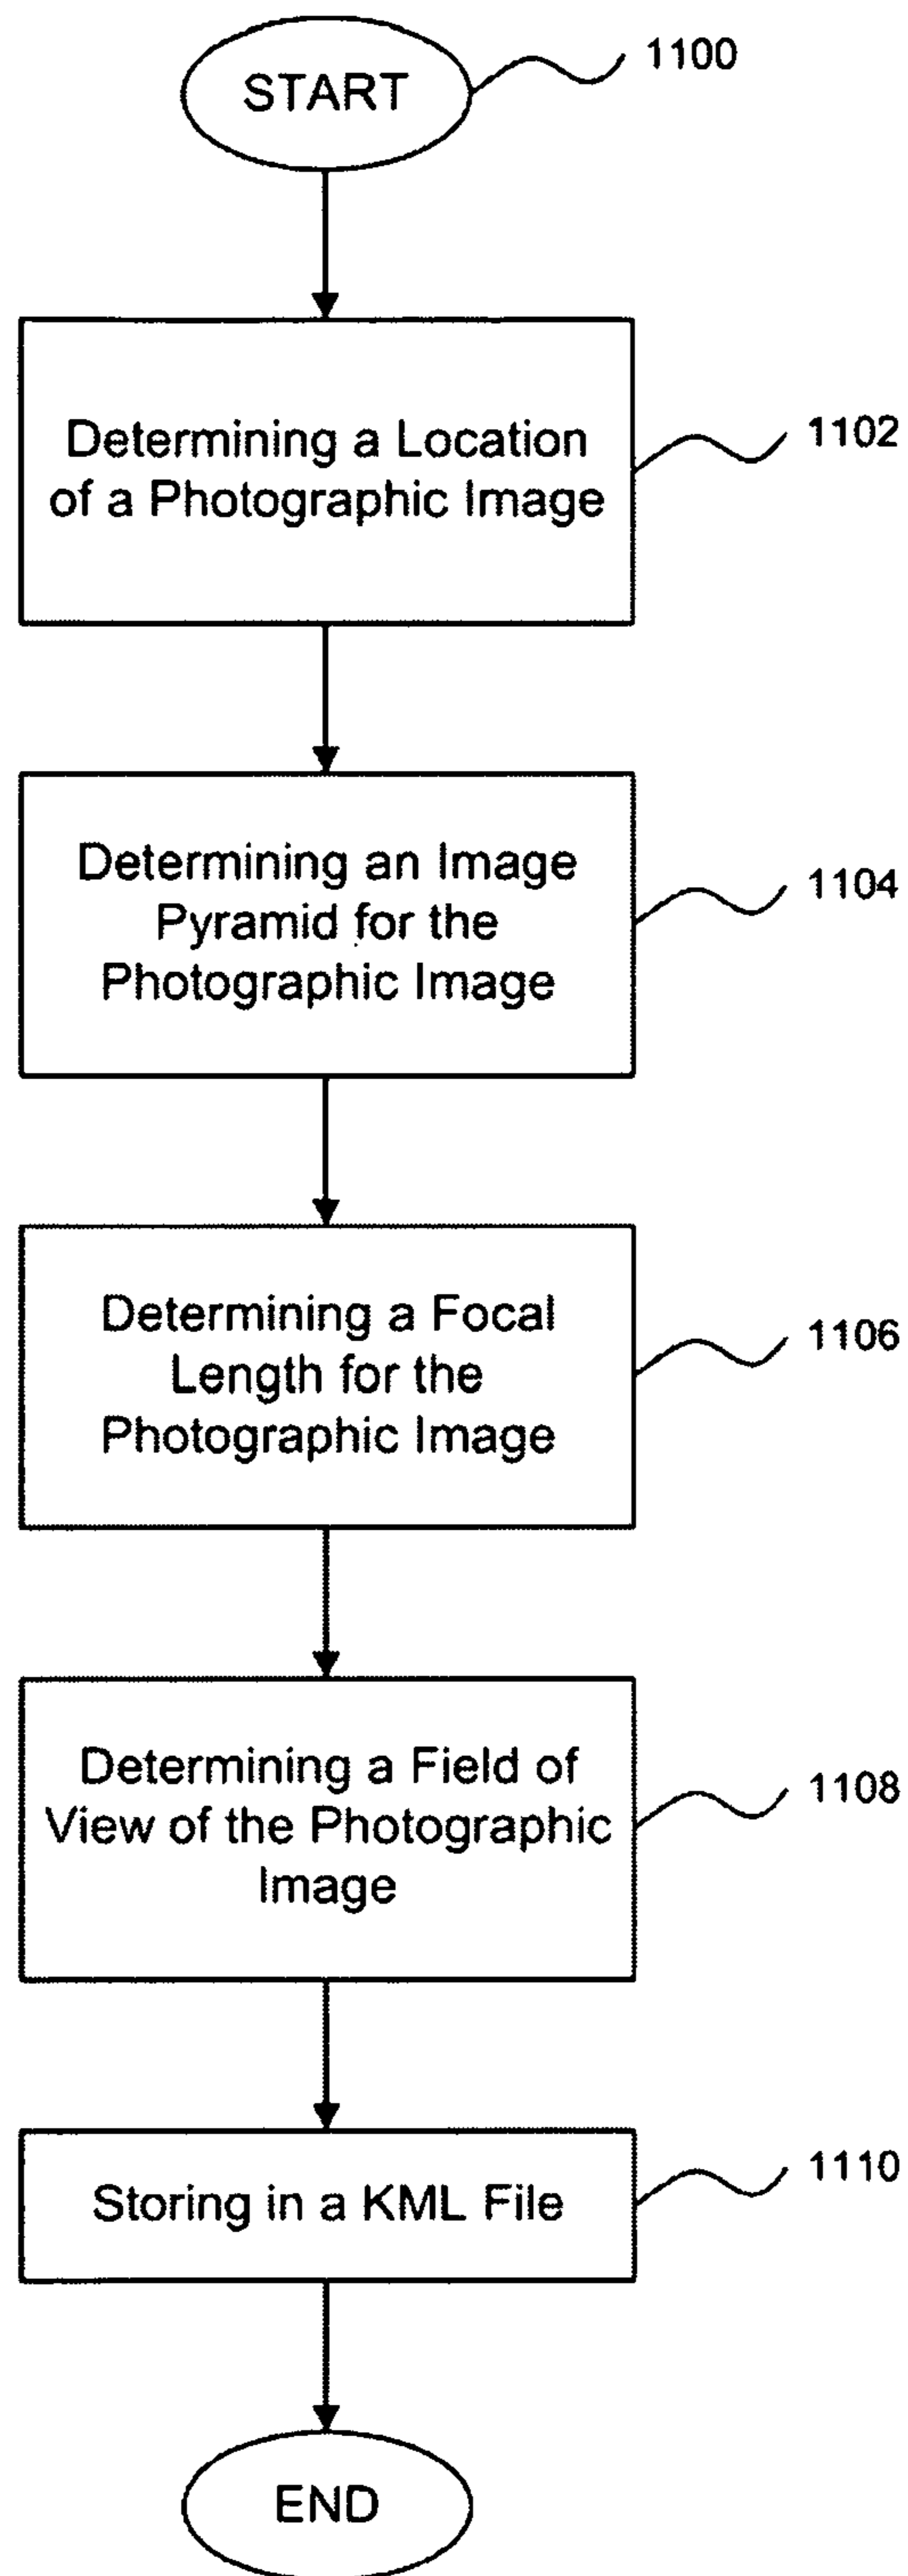 START
1100
Determining a Location
of a Photographic Image
1102
Determining an Image
Pyramid for the
Photographic Image
1104
Determining a Focal
Length for the
Photographic Image
1106
Determining a Field of
View of the Photographic
Image
1108
Storing in a KML File
1110
END